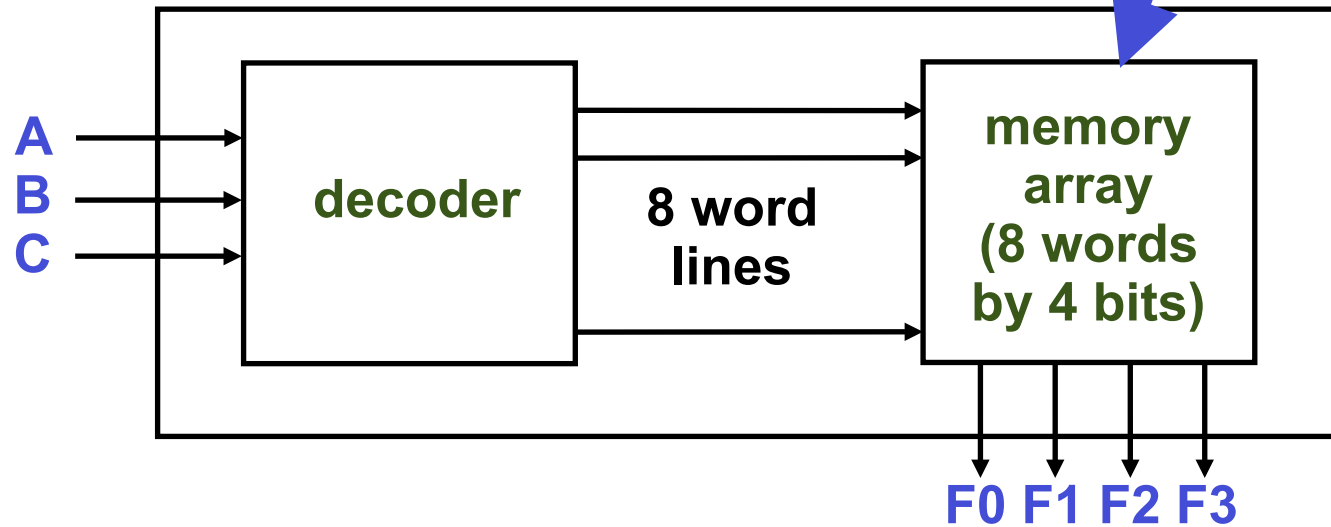 A
B
C
decoder
8 word
lines
memory
array
(8 words
by 4 bits)
F0 F1 F2 F3